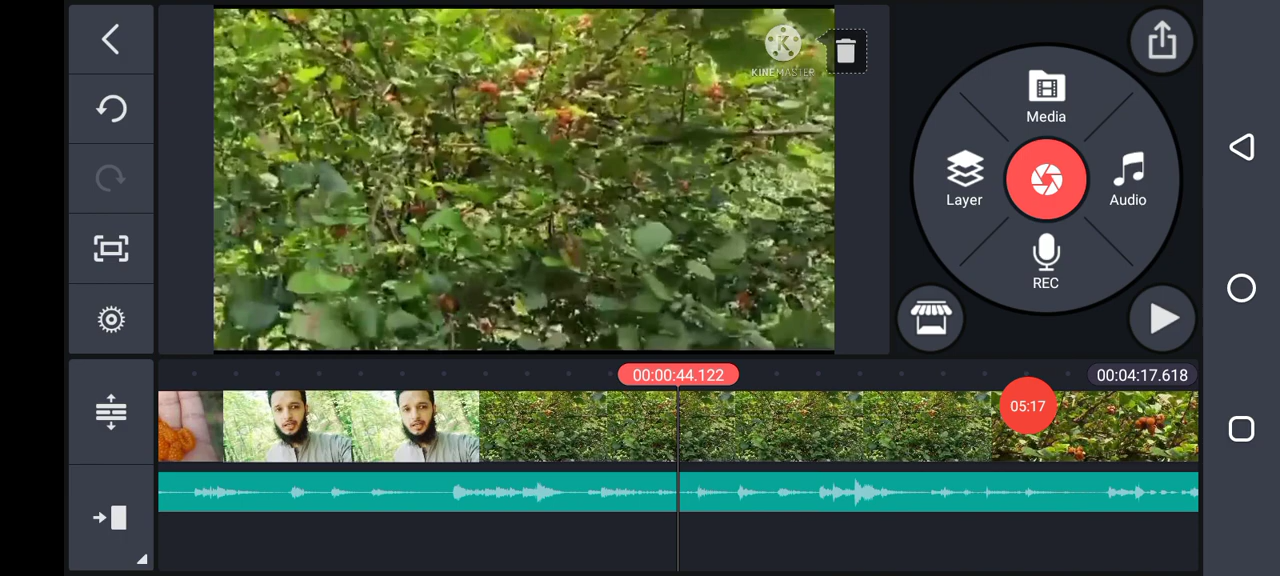 KINEMASTER
Media
Layer
Audio
REC
00:00:44.122
00:04:17.618
05:17